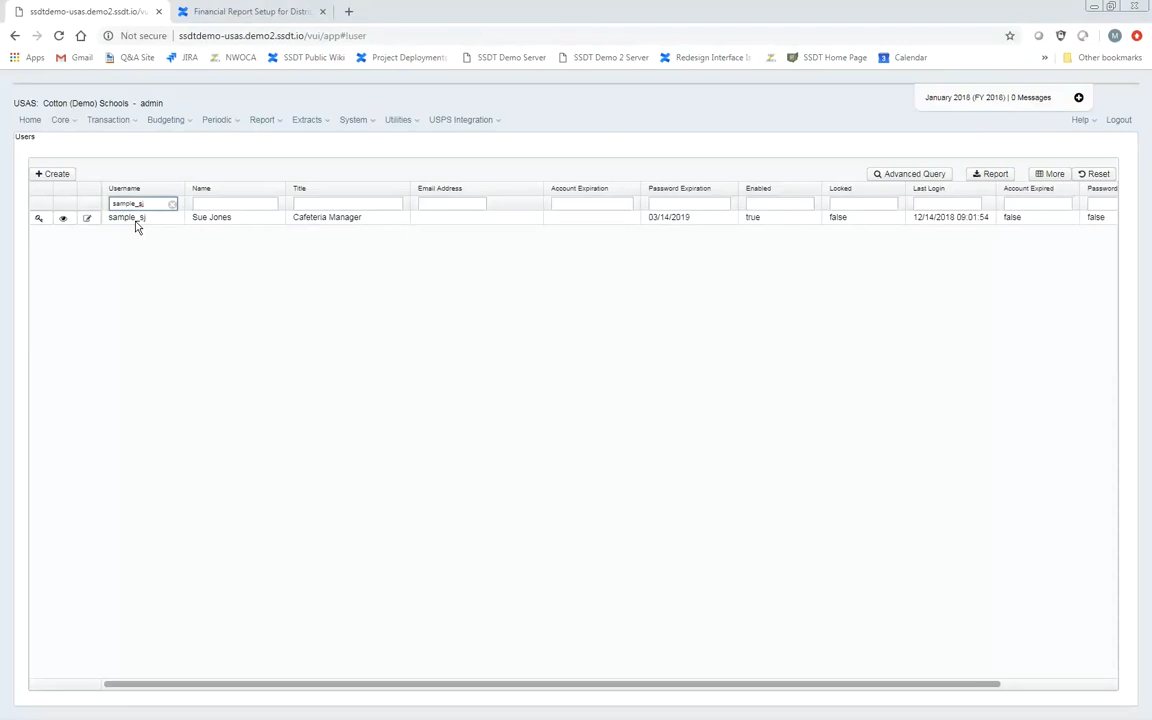 ssdtdemo-usas.demo2.ssdt.io/vu
Financial Report Setup for Distri
Not secure | ssdtdemo-usas.demo2.ssdt.io/vui/app#!user
Apps Gmail Q&A Site JIRA NWOCA SSDT Public Wiki Project Deployment: SSDT Demo Server SSDT Demo 2 Server Redesign Interface I SSDT Home Page Calendar » Other bookmarks
USAS: Cotton (Demo) Schools - admin
January 2018 (FY 2018) | 0 Messages
Home Core Transaction Budgeting Periodic Report Extracts System Utilities USPS Integration Help Logout
Users
+ Create Advanced Query Report More Reset
Username Name Title Email Address Account Expiration Password Expiration Enabled Locked Last Login Account Expired Password
sample_sj
sample_sj Sue Jones Cafeteria Manager 03/14/2019 true false 12/14/2018 09:01:54 false false